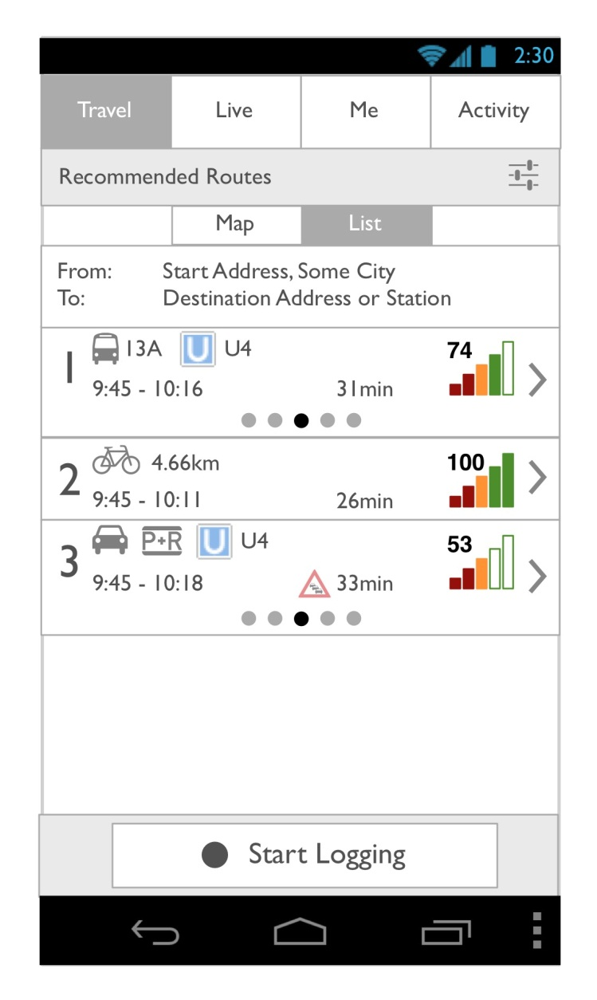 2:30
Travel Live Me Activity
Recommended Routes
Map List
From: Start Address, Some City
To: Destination Address or Station
1 13A U U4 74
9:45 - 10:16 31min
2 4.66km 100
9:45 - 10:11 26min
3 P+R U U4 53
9:45 - 10:18 33min
Start Logging